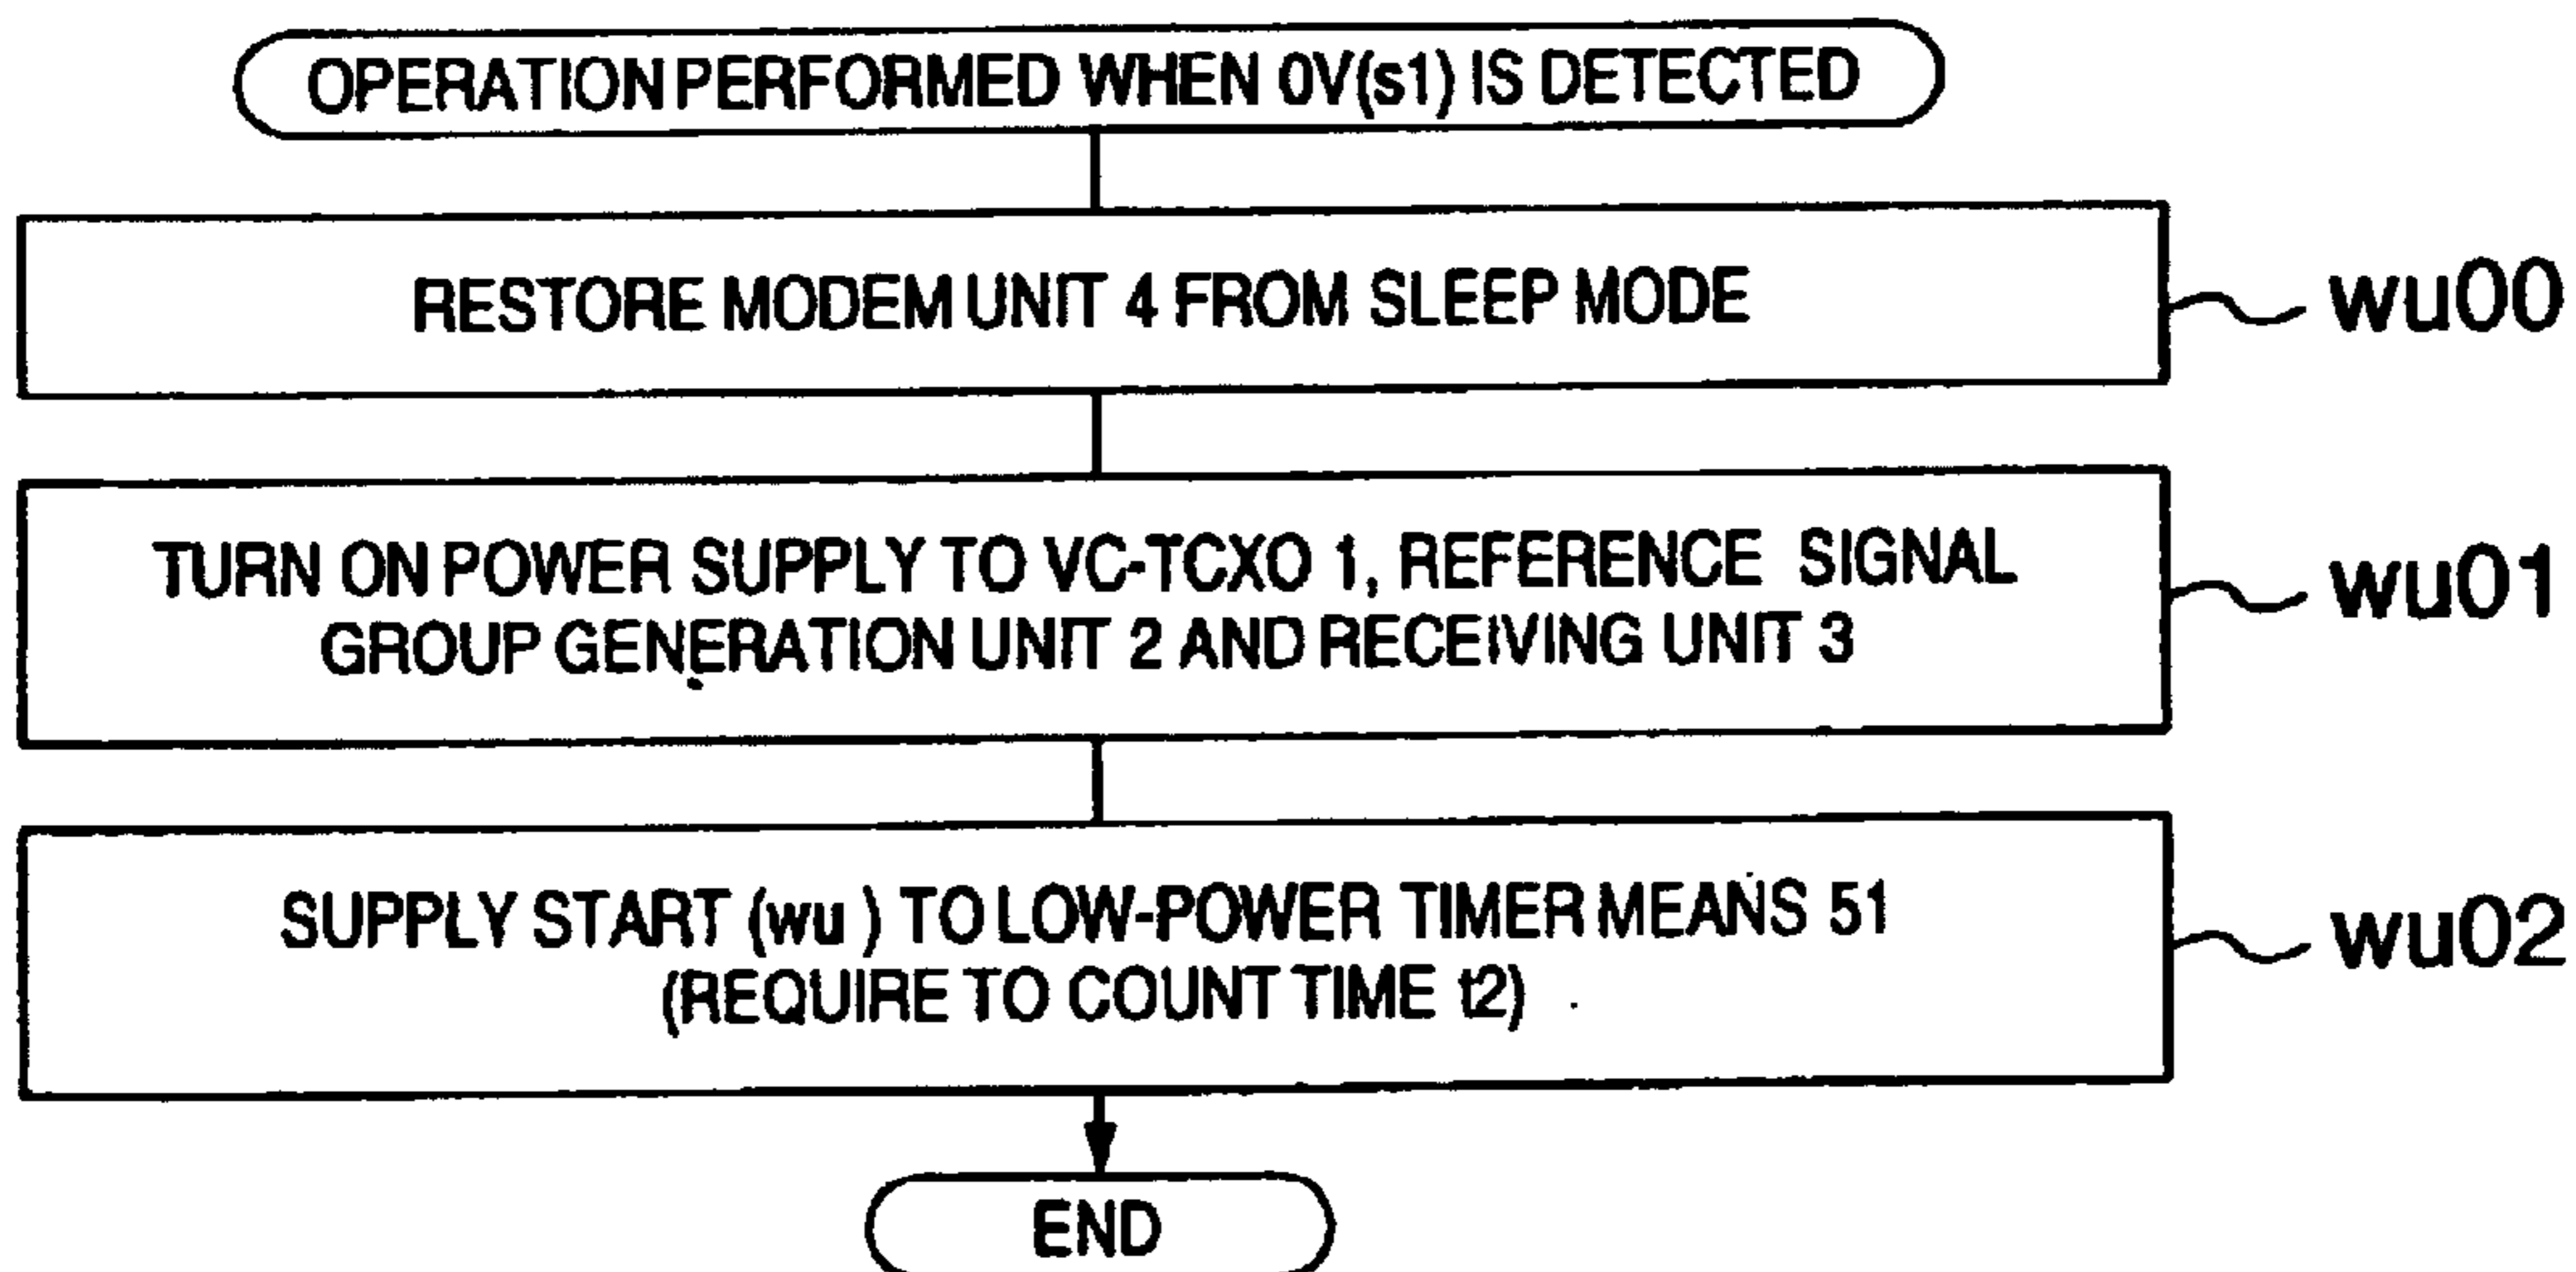 OPERATION PERFORMED WHEN 0V(s1) IS DETECTED
RESTORE MODEM UNIT 4 FROM SLEEP MODE
wu00
TURN ON POWER SUPPLY TO VC-TCXO 1, REFERENCE SIGNAL
GROUP GENERATION UNIT 2 AND RECEIVING UNIT 3
wu01
SUPPLY START (wu ) TO LOW-POWER TIMER MEANS 51
(REQUIRE TO COUNT TIME t2)
wu02
END